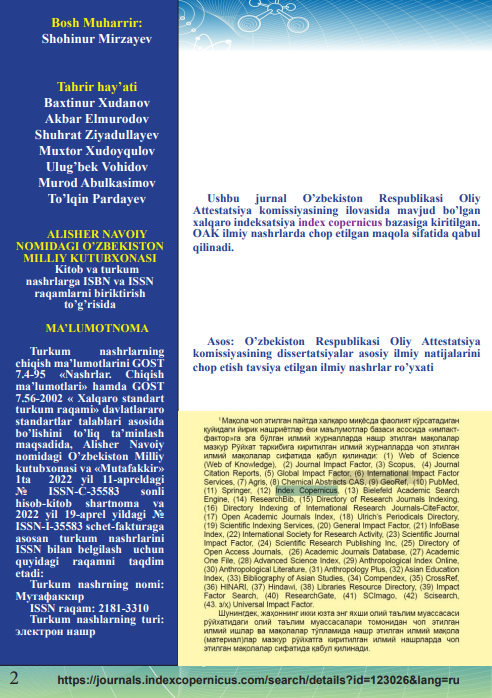 Bosh Muharrir:
Shohinur Mirzayev
Tahrir hay’ati
Baxtinur Xudanov
Akbar Elmurodov
Shuhrat Ziyadullayev
Muxtor Xudoyqulov
Ulug’bek Vohidov
Murod Abulkasimov
To’lqin Pardayev
ALISHER NAVOIY
NOMIDAGI O’ZBEKISTON
MILLIY KUTUBXONASI
Kitob va turkum
nashrlarga ISBN va ISSN
raqamlarni biriktirish
to’g’risida
MA’LUMOTNOMA
Turkum nashrlarning
chiqish ma’lumotlarini GOST
7.4-95 «Nashrlar. Chiqish
ma’lumotlari» hamda GOST
7.56-2002 « Xalqaro standart
turkum raqami» davlatlararo
standartlar talablari asosida
bo’lishini to’liq ta’minlash
maqsadida, Alisher Navoiy
nomidagi O’zbekiston Milliy
kutubxonasi va «Mutafakkir»
1ta 2022 yil 11-apreldagi
№ ISSN-C-35583 sonli
hisob-kitob shartnoma va
2022 yil 19-aprel yildagi №
ISSN-I-35583 schet-fakturaga
asosan turkum nashrlarini
ISSN bilan belgilash uchun
quyidagi raqamni taqdim
etadi:
Turkum nashrning nomi:
Мутафаккир
ISSN raqam: 2181-3310
Turkum nashlarning turi:
электрон нашр
Ushbu jurnal O’zbekiston Respublikasi Oliy
Attestatsiya komissiyasining ilovasida mavjud bo’lgan
xalqaro indeksatsiya index copernicus bazasiga kiritilgan.
OAK ilmiy nashrlarda chop etilgan maqola sifatida qabul
qilinadi.
Asos: O’zbekiston Respublikasi Oliy Attestatsiya
komissiyasining dissertatsiyalar asosiy ilmiy natijalarini
chop etish tavsiya etilgan ilmiy nashrlar ro’yxati
¹Мақола чоп этилган пайтда халқаро миқёсда фаолият кўрсатадиган
қуйидаги йирик нашриётлар ёки маълумотлар базаси асосида «импакт-
фактор»га эга бўлган илмий журналларда нашр этилган мақолалар
мазкур Рўйхат таркибига киритилган илмий журналларда чоп этилган
илмий мақолалар сифатида қабул қилинади: (1) Web of Science
(Web of Knowledge), (2) Journal Impact Factor, (3) Scopus, (4) Journal
Citation Reports, (5) Global Impact Factor, (6) International Impact Factor
Services, (7) Agris, (8) Chemical Abstracts CAS, (9) GeoRef, (10) PubMed,
(11) Springer, (12) Index Copernicus, (13) Bielefeld Academic Search
Engine, (14) ResearchBib, (15) Directory of Research Journals Indexing,
(16) Directory Indexing of International Research Journals-CiteFactor,
(17) Open Academic Journals Index, (18) Ulrich’s Periodicals Directory,
(19) Scientific Indexing Services, (20) General Impact Factor, (21) InfoBase
Index, (22) International Society for Research Activity, (23) Scientific Journal
Impact Factor, (24) Scientific Research Publishing Inc, (25) Directory of
Open Access Journals, (26) Academic Journals Database, (27) Academic
One File, (28) Advanced Science Index, (29) Anthropological Index Online,
(30) Anthropological Literature, (31) Anthropology Plus, (32) Asian Education
Index, (33) Bibliography of Asian Studies, (34) Compendex, (35) CrossRef,
(36) HINARI, (37) Hindawi, (38) Libraries Resource Directory, (39) Impact
Factor Search, (40) ResearchGate, (41) SCImago, (42) Scisearch,
(43. э/х) Universal Impact Factor.
Шунингдек, жаҳоннинг икки юзта энг яхши олий таълим муассасаси
рўйхатидаги олий таълим муассасалари томонидан чоп этилган
илмий ишлар ва мақолалар тўпламида нашр этилган илмий мақола
(материал)лар мазкур рўйхатга киритилган илмий нашрларда чоп
этилган мақолалар сифатида қабул қилинади.
2
https://journals.indexcopernicus.com/search/details?id=123026&lang=ru